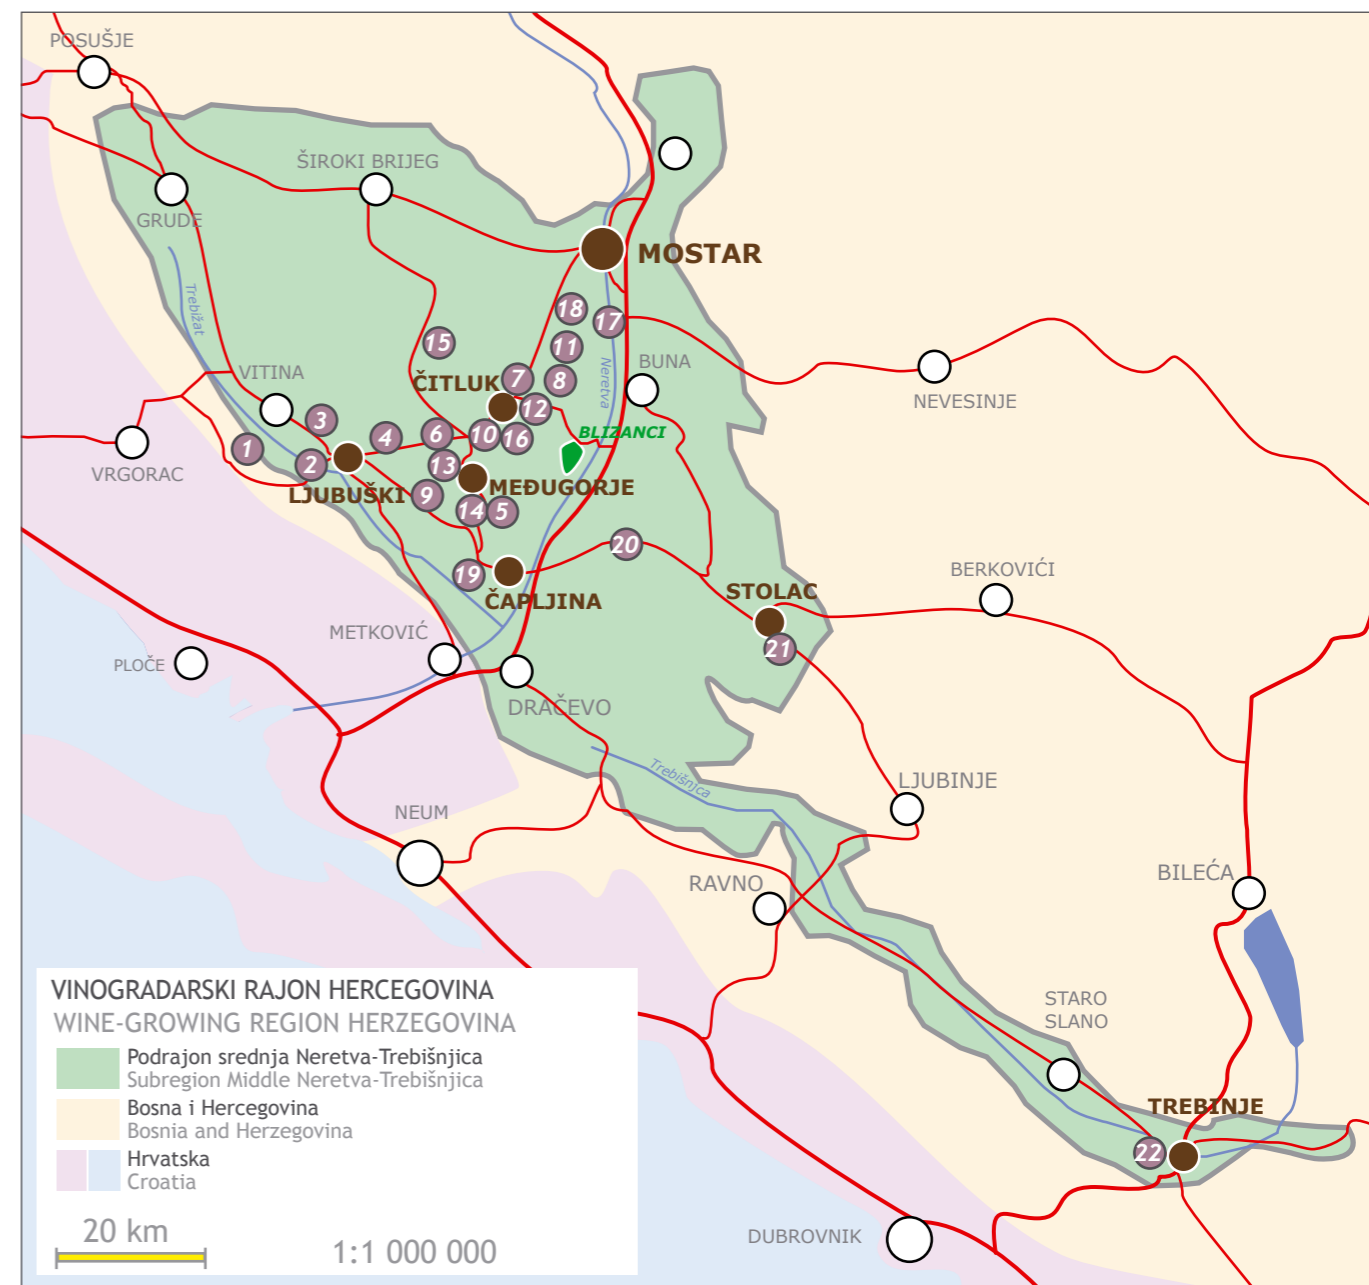 POSUŠJE
ŠIROKI BRIJEG
GRUDE
MOSTAR
Trebižat
18
17
15
11
Neretva
BUNA
VITINA
ČITLUK
7
8
NEVESINJE
12
3
1
4
6
10
16
BLIZANCI
VRGORAC
2
13
LJUBUŠKI
9
MEĐUGORJE
14
5
20
19
ČAPLJINA
STOLAC
BERKOVIĆI
METKOVIĆ
21
PLOČE
DRAČEVO
Trebišnjca
LJUBINJE
NEUM
RAVNO
BILEĆA
STARO
SLANO
TREBINJE
22
DUBROVNIK
VINOGRADARSKI RAJON HERCEGOVINA
WINE-GROWING REGION HERZEGOVINA
Podrajon srednja Neretva-Trebišnjica
Subregion Middle Neretva-Trebišnjica
Bosna i Hercegovina
Bosnia and Herzegovina
Hrvatska
Croatia
20 km
1:1 000 000